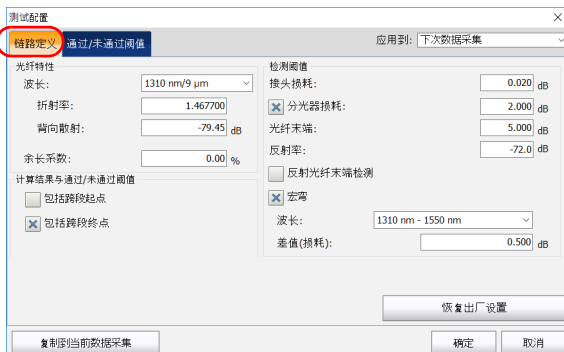 测试配置
链路定义 通过/未通过阈值 应用到: 下次数据采集
光纤特性
波长: 1310 nm/9 µm
折射率: 1.467700
背向散射: -79.45 dB
余长系数: 0.00 %
计算结果与通过/未通过阈值
包括跨段起点
包括跨段终点
检测阈值
接头损耗: 0.020 dB
分光器损耗: 2.000 dB
光纤末端: 5.000 dB
反射率: -72.0 dB
反射光纤末端检测
宏弯
波长: 1310 nm - 1550 nm
差值(损耗): 0.500 dB
恢复出厂设置
复制到当前数据采集 确定 取消